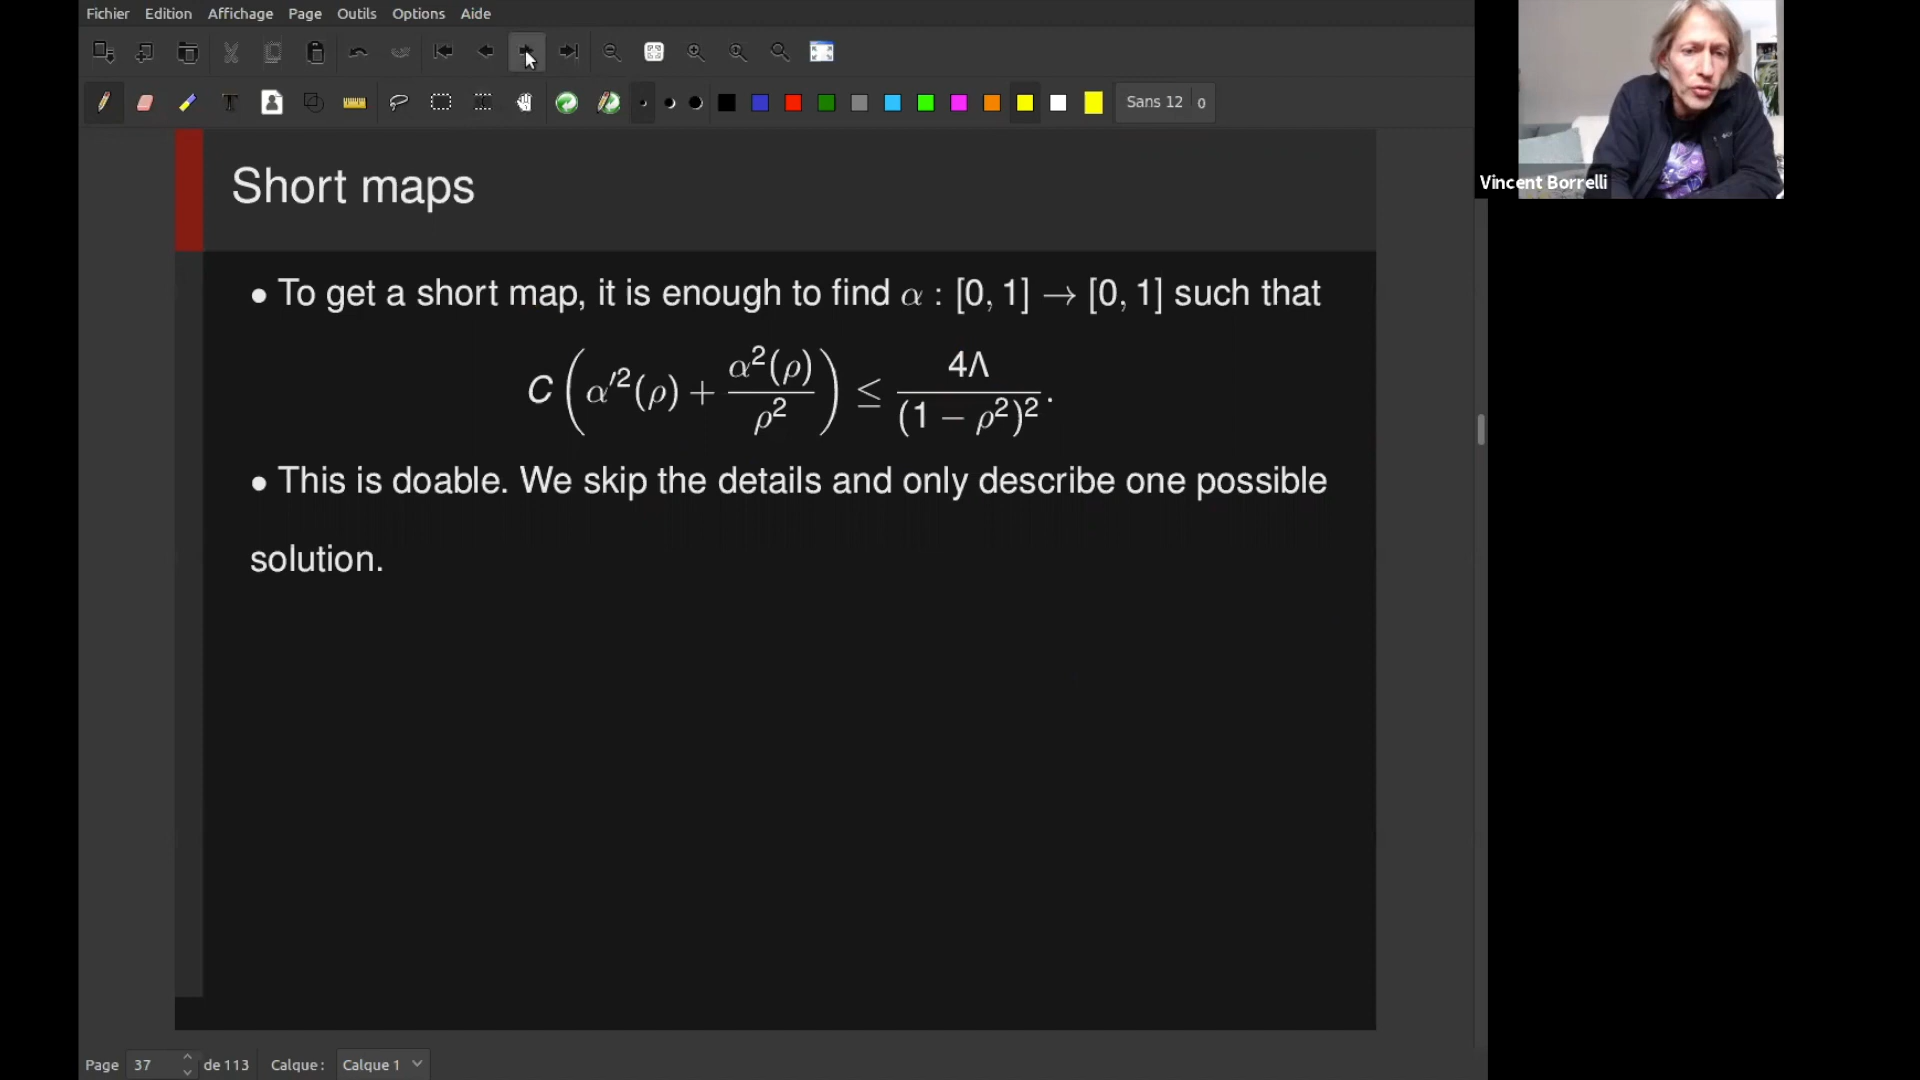 Fichier Edition Affichage Page Outils Options Aide
Sans 12 0
Vincent Borrelli
Short maps
• To get a short map, it is enough to find α : [0, 1] → [0, 1] such that
C ( α′²(ρ) + α²(ρ)/ρ² ) ≤ 4Λ/(1 − ρ²)².
• This is doable. We skip the details and only describe one possible
solution.
Page 37 de 113 Calque : Calque 1